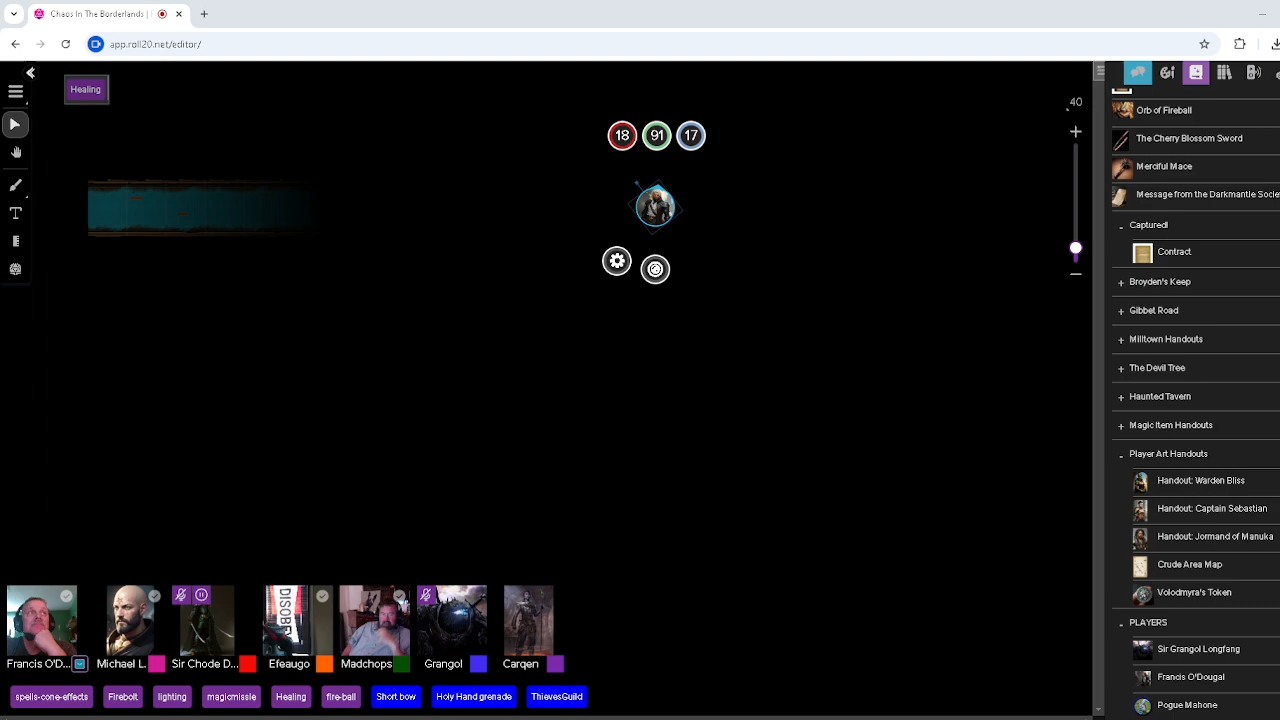 Chaos In The Borderlands |
app.roll20.net/editor/
Healing
40
18 91 17
Orb of Fireball
The Cherry Blossom Sword
Merciful Mace
Message from the Darkmantle Socie
Captured!
Contract
Broyden's Keep
Gibbet Road
Milltown Handouts
The Devil Tree
Haunted Tavern
Magic Item Handouts
Player Art Handouts
Handout: Warden Bliss
Handout: Captain Sebastian
Handout: Jormand of Manuka
Crude Area Map
Volodmyra's Token
PLAYERS
Sir Grangol Longfang
Francis O'Dougal
Pogue Mahone
DISOBE
Francis O'D... Michael L. Sir Chode D... Efeaugo Madchops Grangol Carqen
spells-cone-effects Firebolt lighting magicmissle Healing fire-ball Short bow Holy Hand grenade ThievesGuild